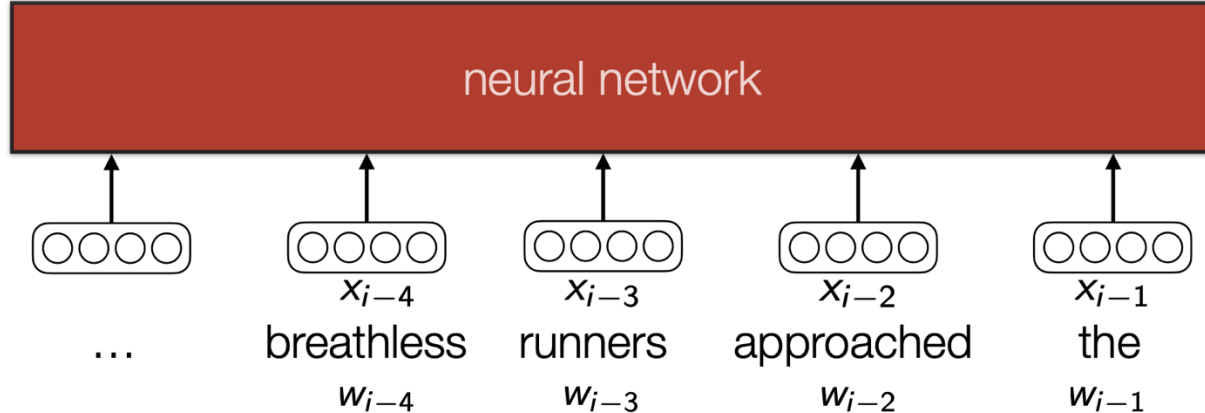 neural network
x_{i−4} x_{i−3} x_{i−2} x_{i−1}
... breathless runners approached the
w_{i−4} w_{i−3} w_{i−2} w_{i−1}